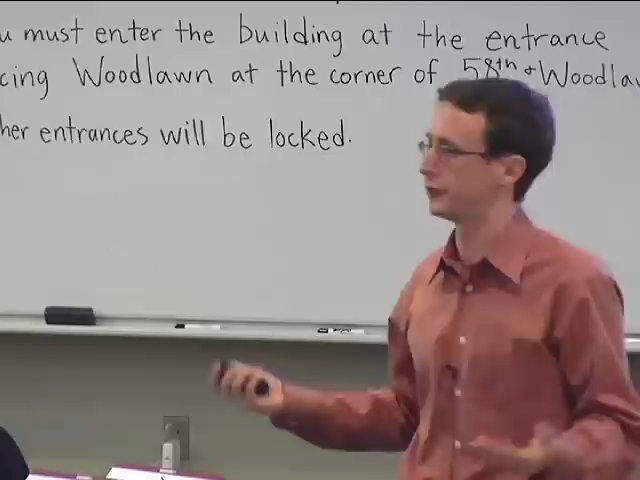 u must enter the building at the entrance
cing Woodlawn at the corner of 58th + Woodlaw
her entrances will be locked.